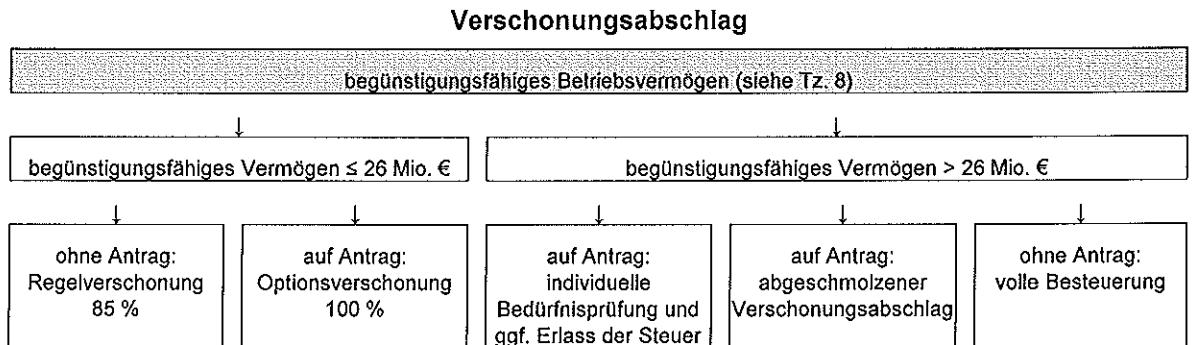 Verschonungsabschlag
begünstigungsfähiges Betriebsvermögen (siehe Tz. 8)
↓ ↓
begünstigungsfähiges Vermögen ≤ 26 Mio. €
begünstigungsfähiges Vermögen > 26 Mio. €
↓ ↓ ↓ ↓ ↓
ohne Antrag:
Regelverschonung
85 %
auf Antrag:
Optionsverschonung
100 %
auf Antrag:
individuelle
Bedürfnisprüfung und
ggf. Erlass der Steuer
auf Antrag:
abgeschmolzener
Verschonungsabschlag
ohne Antrag:
volle Besteuerung